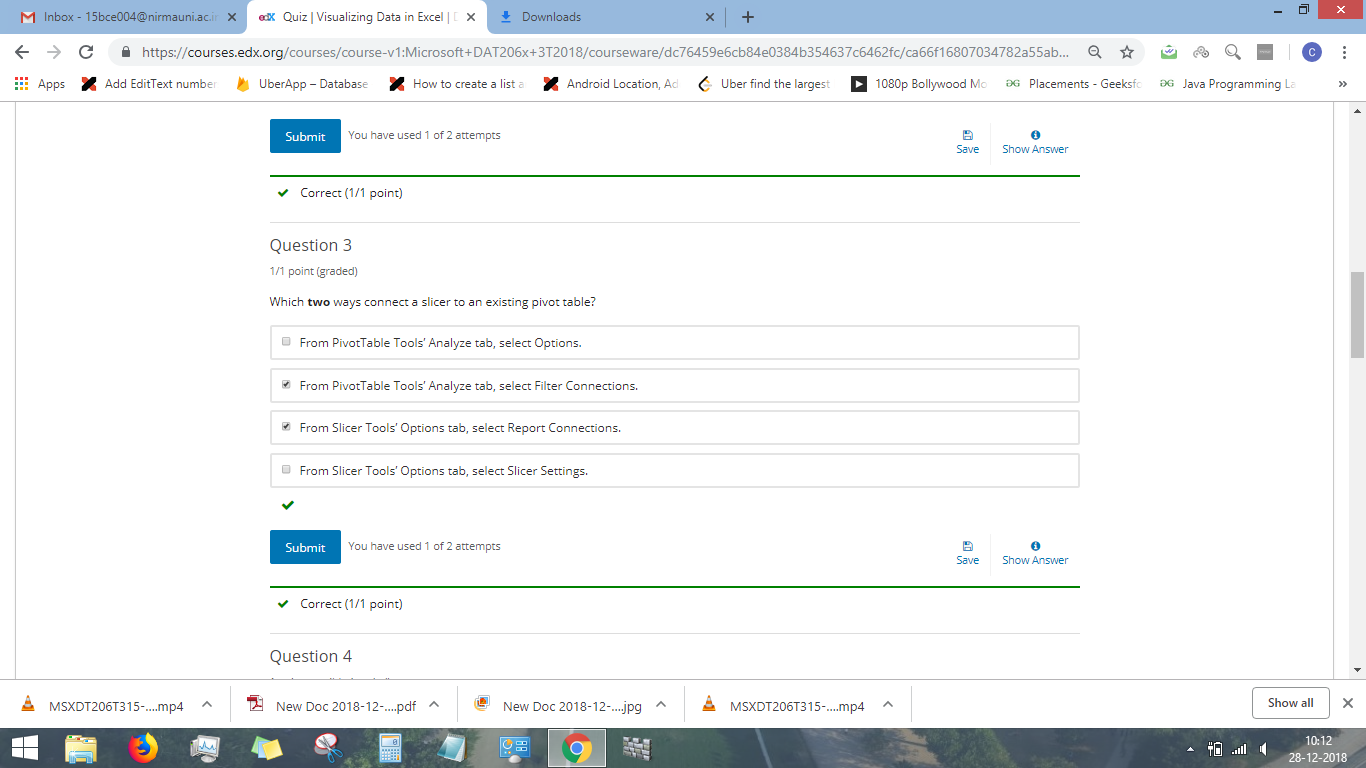 Inbox - 15bce004@nirmauni.ac.in
edX Quiz | Visualizing Data in Excel | D
Downloads
https://courses.edx.org/courses/course-v1:Microsoft+DAT206x+3T2018/courseware/dc76459e6cb84e0384b354637c6462fc/ca66f16807034782a55ab...
C
Apps
Add EditText number
UberApp – Database
How to create a list a
Android Location, Ad
Uber find the largest
1080p Bollywood Mo
Placements - Geeksfo
Java Programming La
»
Submit
You have used 1 of 2 attempts
Save
Show Answer
Correct (1/1 point)
Question 3
1/1 point (graded)
Which two ways connect a slicer to an existing pivot table?
From PivotTable Tools’ Analyze tab, select Options.
From PivotTable Tools’ Analyze tab, select Filter Connections.
From Slicer Tools’ Options tab, select Report Connections.
From Slicer Tools’ Options tab, select Slicer Settings.
Submit
You have used 1 of 2 attempts
Save
Show Answer
Correct (1/1 point)
Question 4
MSXDT206T315-....mp4
New Doc 2018-12-....pdf
New Doc 2018-12-....jpg
MSXDT206T315-....mp4
Show all
10:12
28-12-2018